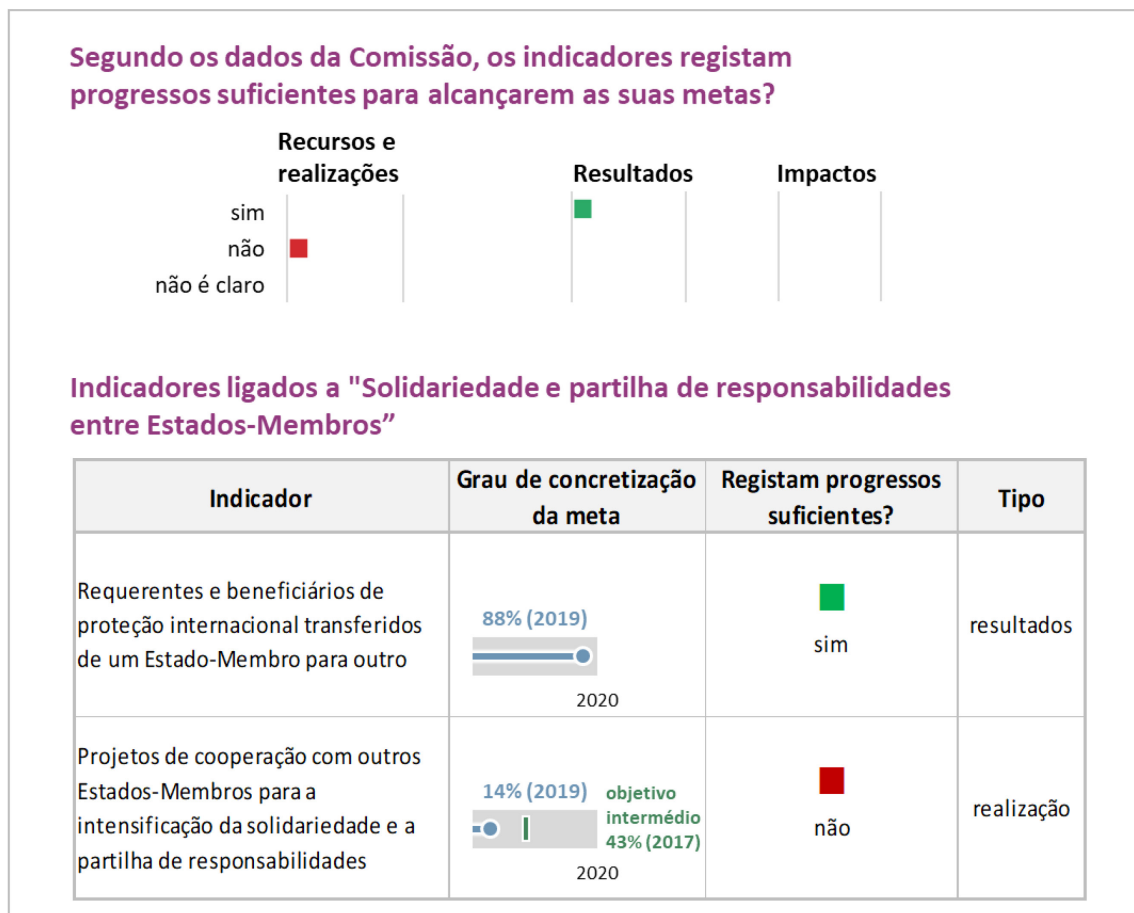 Segundo os dados da Comissão, os indicadores registam
progressos suficientes para alcançarem as suas metas?
Recursos e
realizações
Resultados
Impactos
sim
não
não é claro
Indicadores ligados a "Solidariedade e partilha de responsabilidades
entre Estados-Membros”
Indicador
Grau de concretização
da meta
Registam progressos
suficientes?
Tipo
Requerentes e beneficiários de
proteção internacional transferidos
de um Estado-Membro para outro
88% (2019)
2020
sim
resultados
Projetos de cooperação com outros
Estados-Membros para a
intensificação da solidariedade e a
partilha de responsabilidades
14% (2019)
objetivo
intermédio
43% (2017)
2020
não
realização